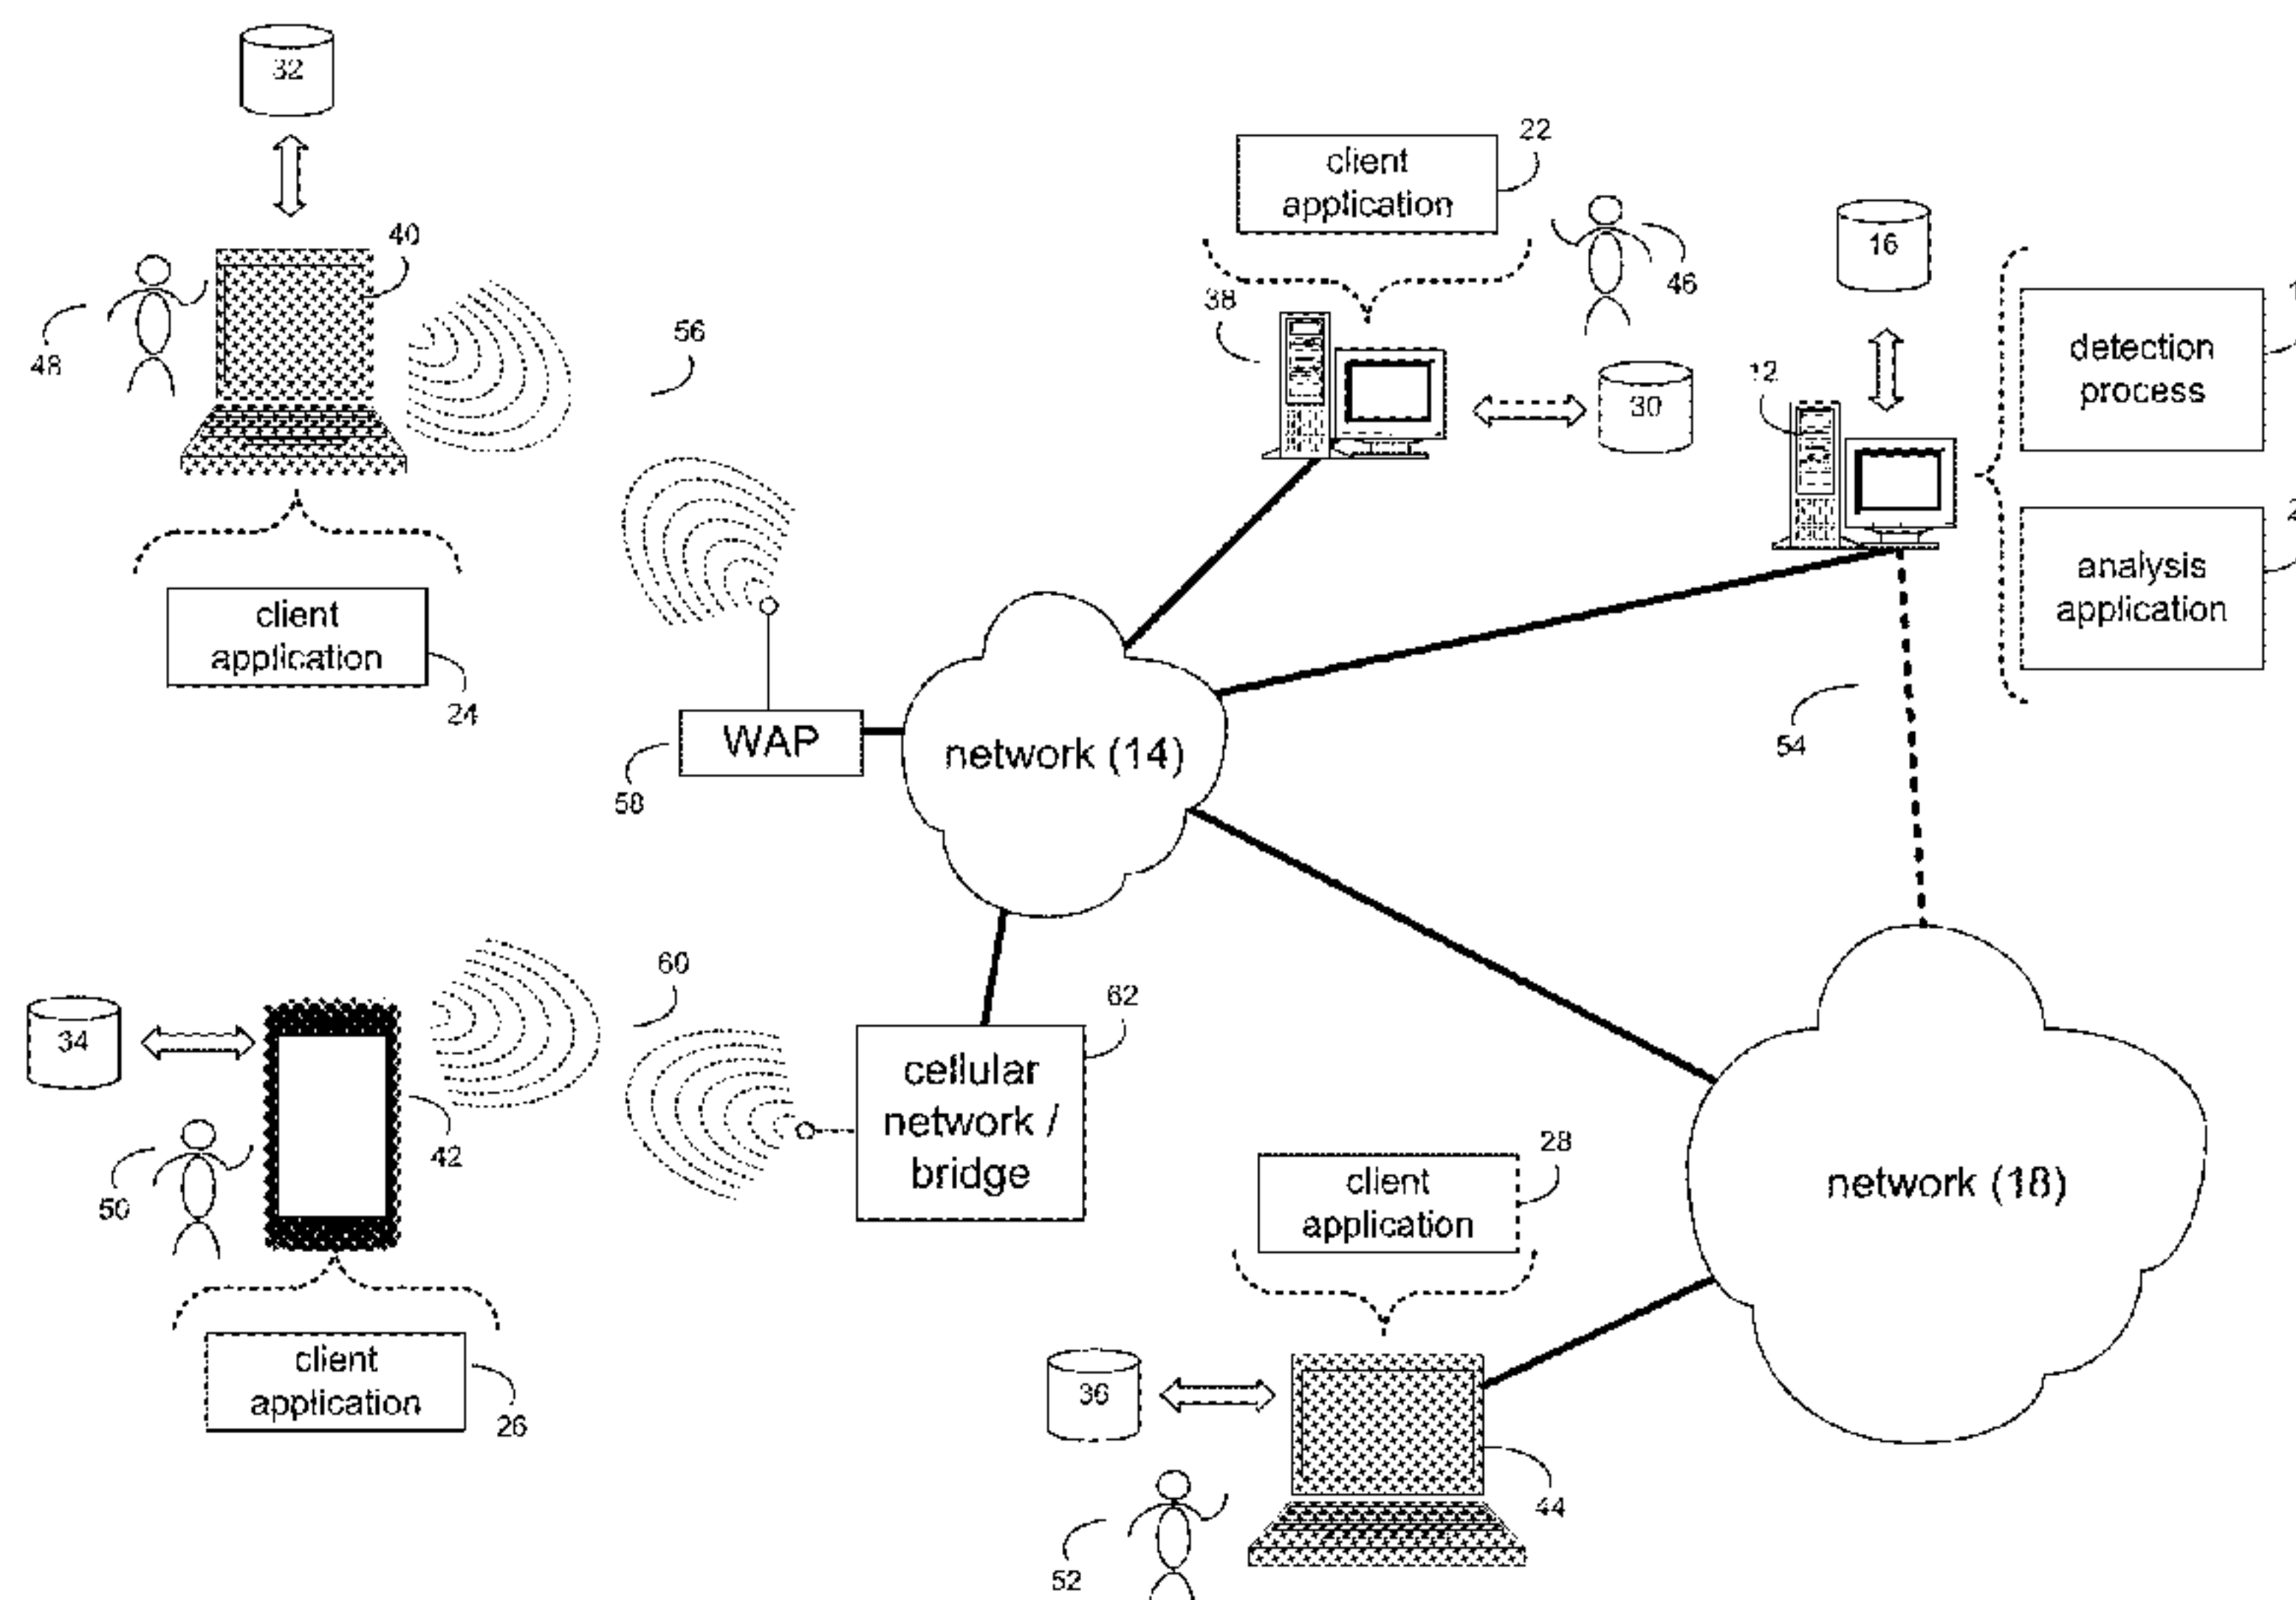 32
40
48
56
client
application
24
22
client
application
46
38
30
16
12
detection
process
analysis
application
54
WAP
58
network (14)
60
62
34
42
50
cellular
network /
bridge
client
application
26
28
client
application
network (18)
36
44
52